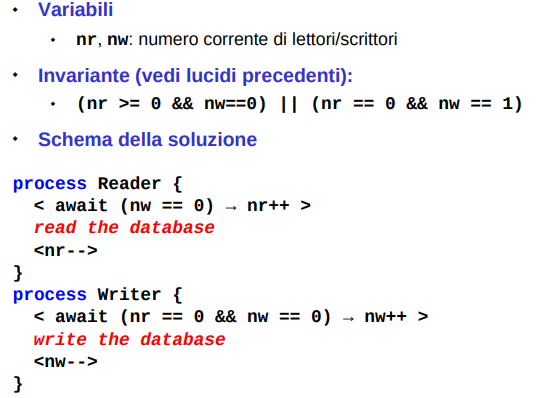 • Variabili
• nr, nw: numero corrente di lettori/scrittori
• Invariante (vedi lucidi precedenti):
• (nr >= 0 && nw==0) || (nr == 0 && nw == 1)
• Schema della soluzione
process Reader {
< await (nw == 0) → nr++ >
read the database
<nr-->
}
process Writer {
< await (nr == 0 && nw == 0) → nw++ >
write the database
<nw-->
}